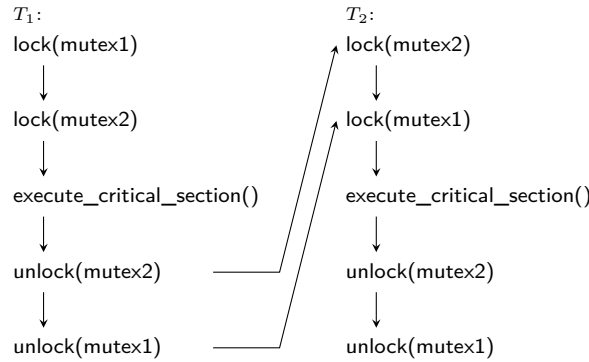 T₁:
lock(mutex1)
lock(mutex2)
execute_critical_section()
unlock(mutex2)
unlock(mutex1)
T₂:
lock(mutex2)
lock(mutex1)
execute_critical_section()
unlock(mutex2)
unlock(mutex1)